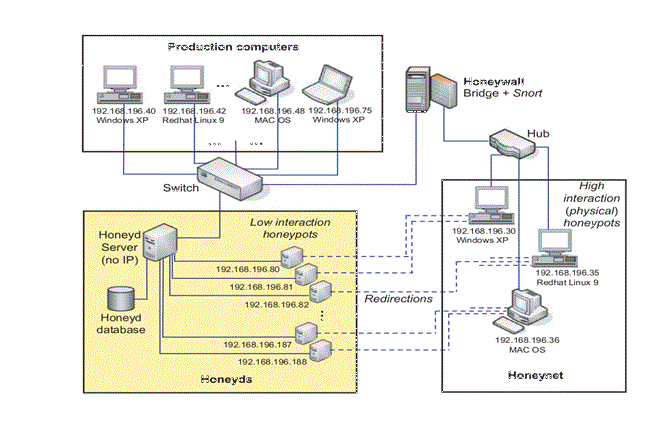 Production computers
192.168.196.40
Windows XP
192.168.196.42
Redhat Linux 9
...
192.168.196.48
MAC OS
192.168.196.75
Windows XP
... ...
Honeywall
Bridge + Snort
Hub
Switch
Honeyd
Server
(no IP)
Low interaction
honeypots
192.168.196.80
192.168.196.81
192.168.196.82
...
192.168.196.187
192.168.196.188
Honeyd
database
Honeyds
Redirections
High
interaction
(physical)
honeypots
192.168.196.30
Windows XP
192.168.196.35
Redhat Linux 9
192.168.196.36
MAC OS
Honeynet